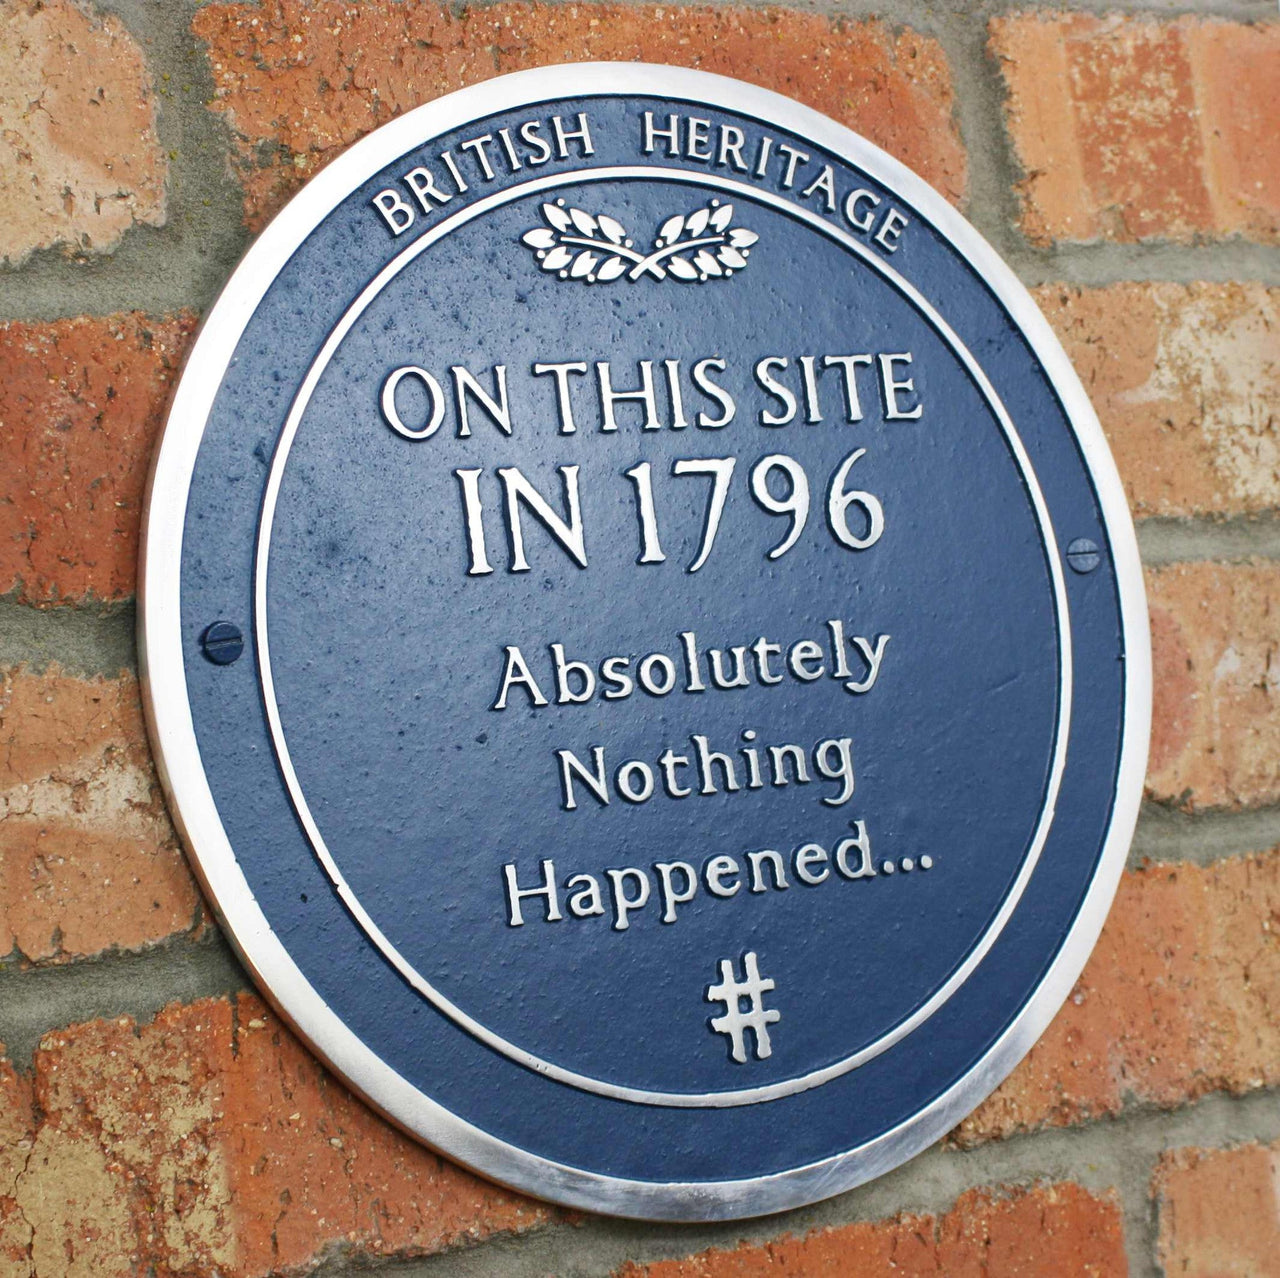 BRITISH HERITAGE
ON THIS SITE
IN 1796
Absolutely
Nothing
Happened...
#